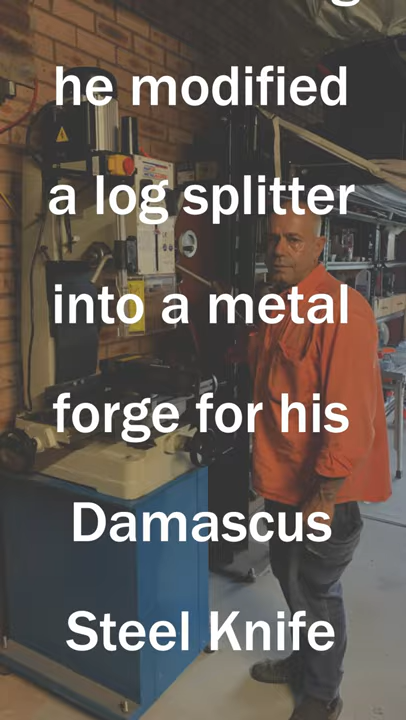 he modified
a log splitter
into a metal
forge for his
Damascus
Steel Knife